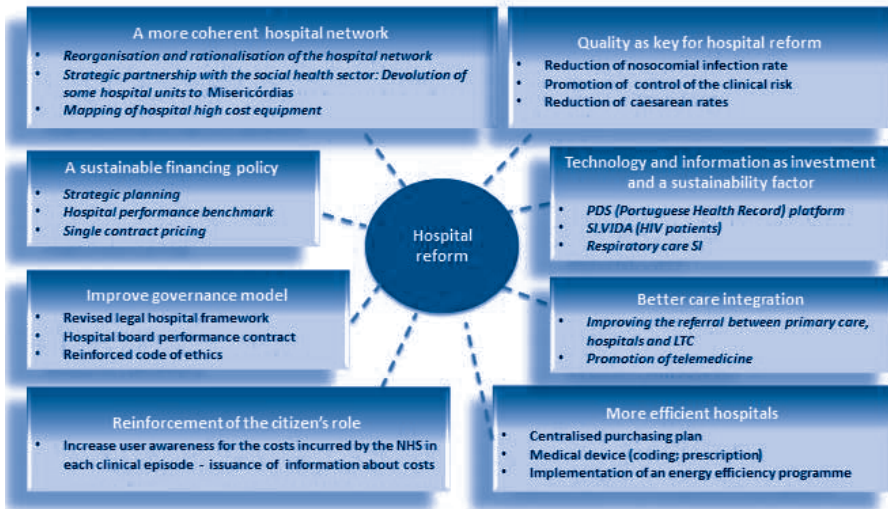 A more coherent hospital network
• Reorganisation and rationalisation of the hospital network
• Strategic partnership with the social health sector: Devolution of
some hospital units to Misericórdias
• Mapping of hospital high cost equipment
Quality as key for hospital reform
• Reduction of nosocomial infection rate
• Promotion of control of the clinical risk
• Reduction of caesarean rates
A sustainable financing policy
• Strategic planning
• Hospital performance benchmark
• Single contract pricing
Technology and information as investment
and a sustainability factor
• PDS (Portuguese Health Record) platform
• SI.VIDA (HIV patients)
• Respiratory care SI
Hospital
reform
Improve governance model
• Revised legal hospital framework
• Hospital board performance contract
• Reinforced code of ethics
Better care integration
• Improving the referral between primary care,
hospitals and LTC
• Promotion of telemedicine
Reinforcement of the citizen's role
• Increase user awareness for the costs incurred by the NHS in
each clinical episode - issuance of information about costs
More efficient hospitals
• Centralised purchasing plan
• Medical device (coding; prescription)
• Implementation of an energy efficiency programme